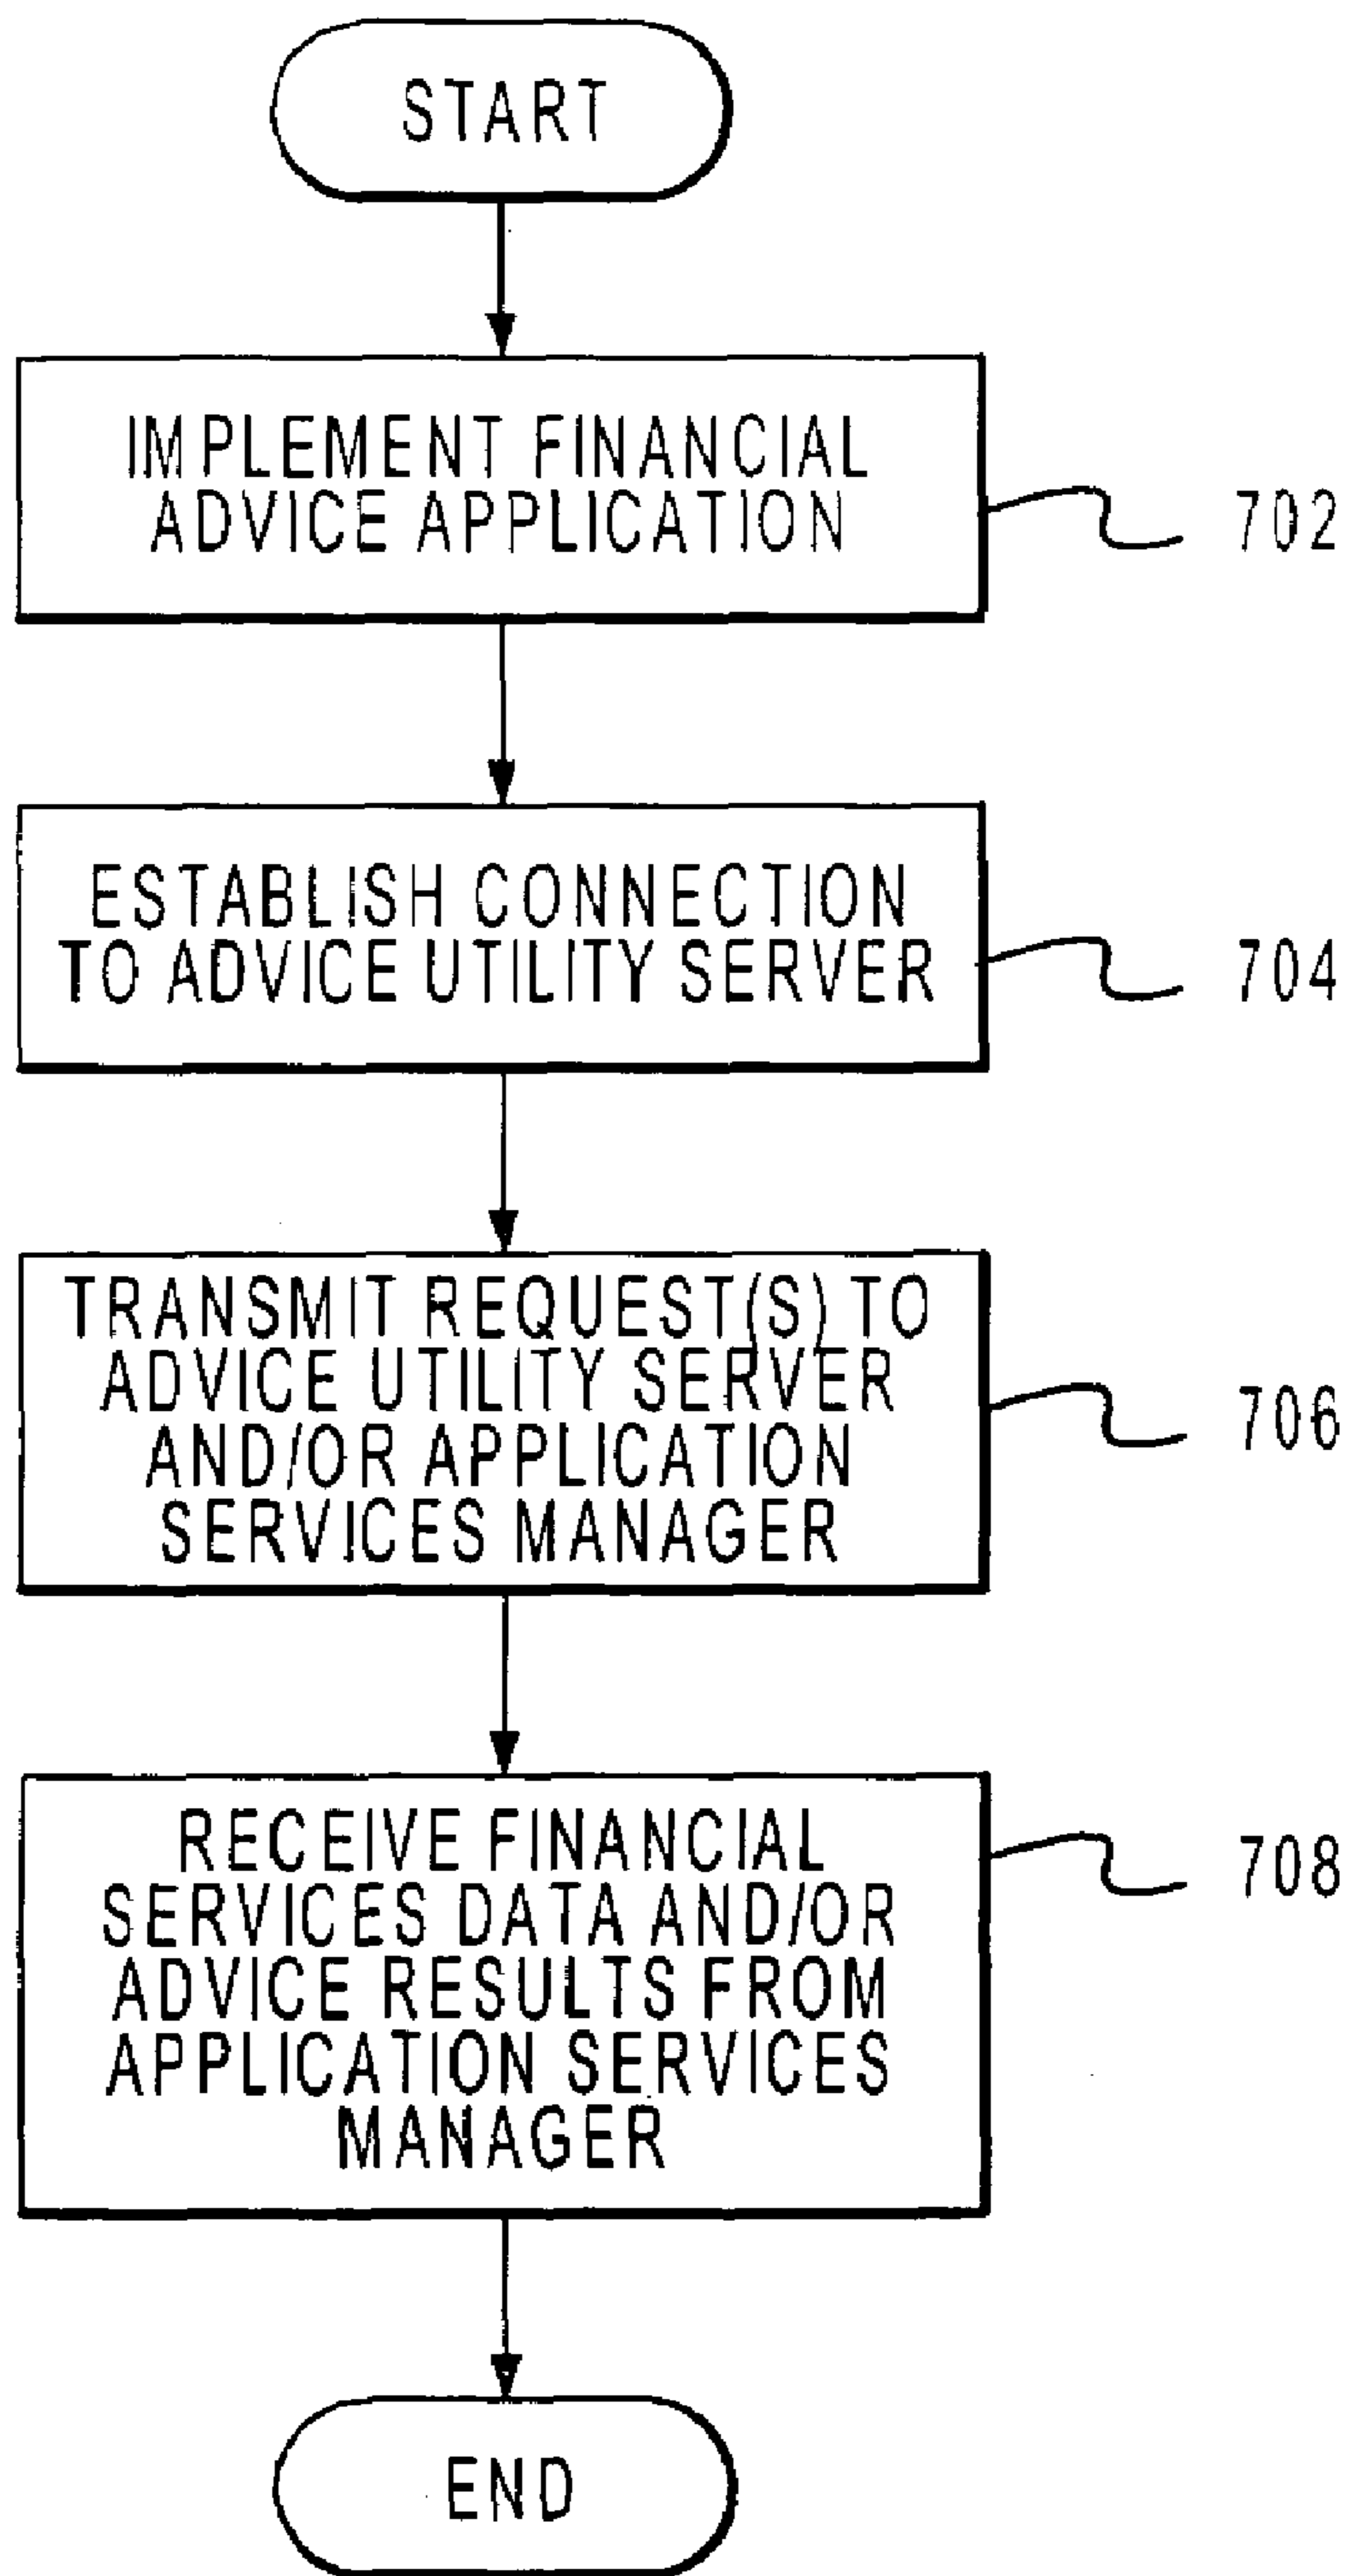 START
IMPLEMENT FINANCIAL
ADVICE APPLICATION
702
ESTABLISH CONNECTION
TO ADVICE UTILITY SERVER
704
TRANSMIT REQUEST(S) TO
ADVICE UTILITY SERVER
AND/OR APPLICATION
SERVICES MANAGER
706
RECEIVE FINANCIAL
SERVICES DATA AND/OR
ADVICE RESULTS FROM
APPLICATION SERVICES
MANAGER
708
END